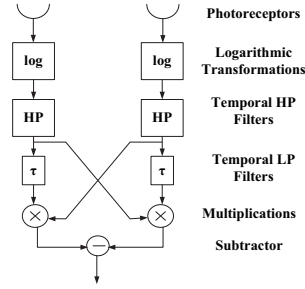 Photoreceptors
log
log
Logarithmic
Transformations
HP
HP
Temporal HP
Filters
τ
τ
Temporal LP
Filters
×
×
Multiplications
−
Subtractor